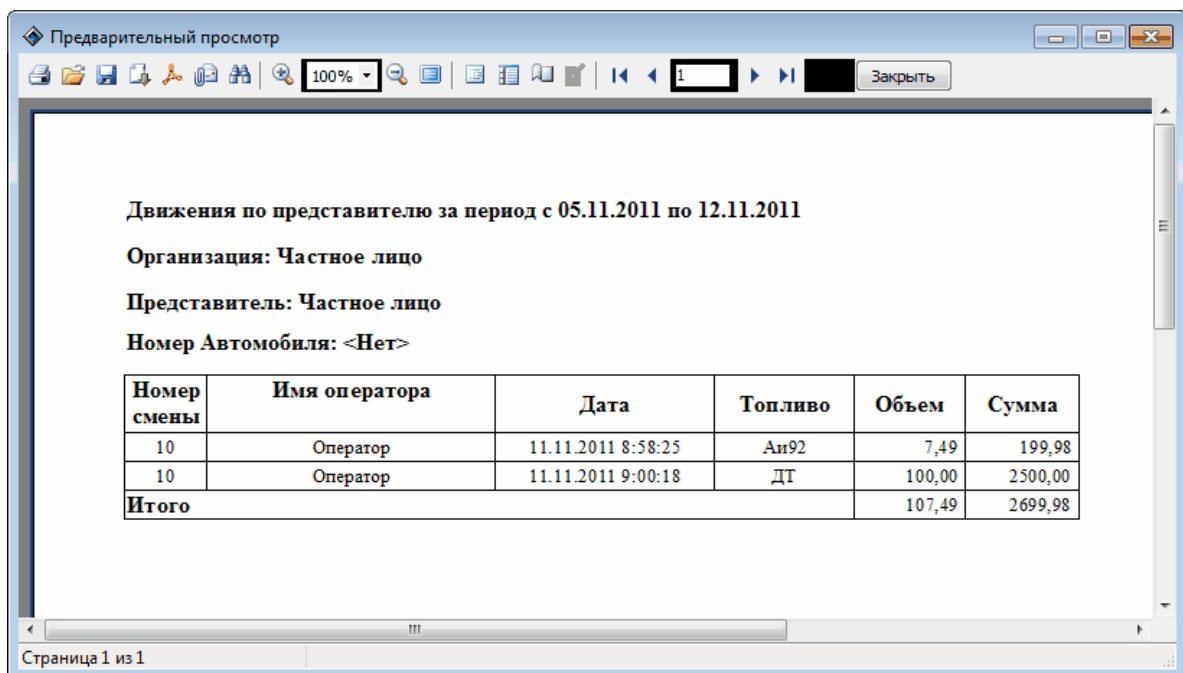 Предварительный просмотр
100% 1 Закрыть
Движения по представителю за период с 05.11.2011 по 12.11.2011
Организация: Частное лицо
Представитель: Частное лицо
Номер Автомобиля: <Нет>
Номер смены Имя оператора Дата Топливо Объем Сумма
10 Оператор 11.11.2011 8:58:25 Аи92 7,49 199,98
10 Оператор 11.11.2011 9:00:18 ДТ 100,00 2500,00
Итого 107,49 2699,98
Страница 1 из 1